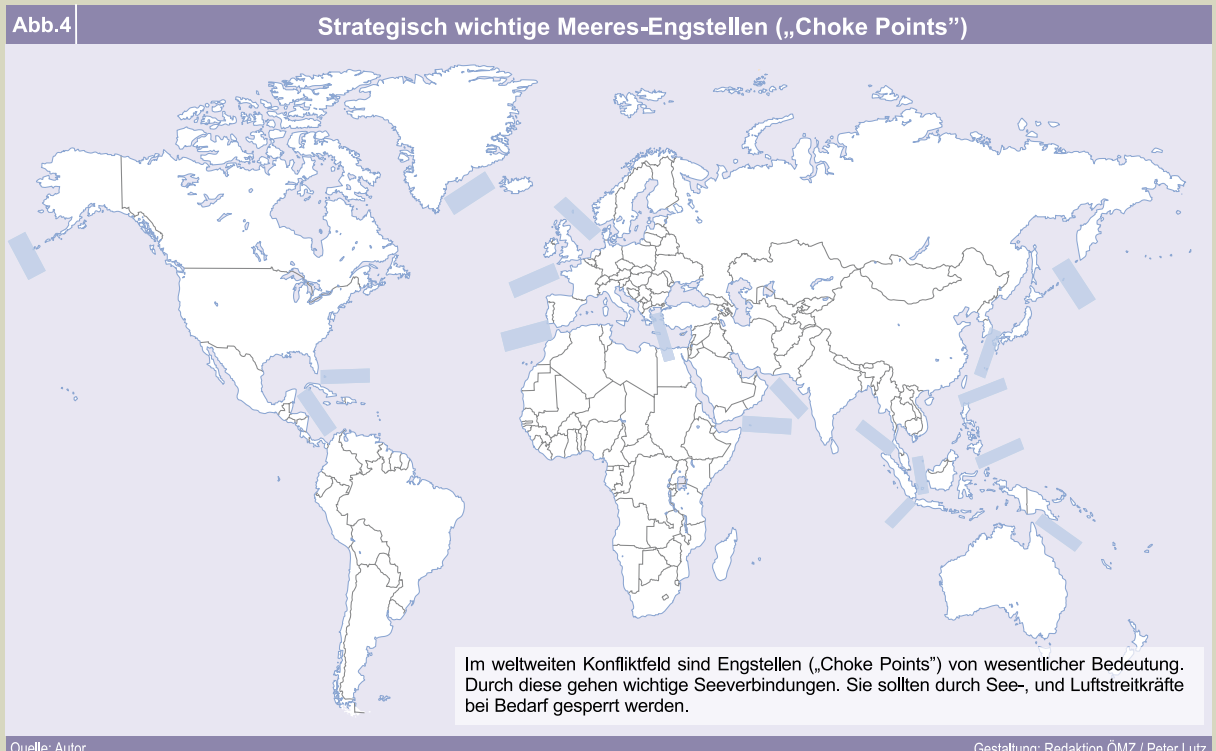 Abb.4
Strategisch wichtige Meeres-Engstellen („Choke Points”)
Im weltweiten Konfliktfeld sind Engstellen („Choke Points”) von wesentlicher Bedeutung.
Durch diese gehen wichtige Seeverbindungen. Sie sollten durch See-, und Luftstreitkräfte
bei Bedarf gesperrt werden.
Quelle: Autor
Gestaltung: Redaktion ÖMZ / Peter Lutz